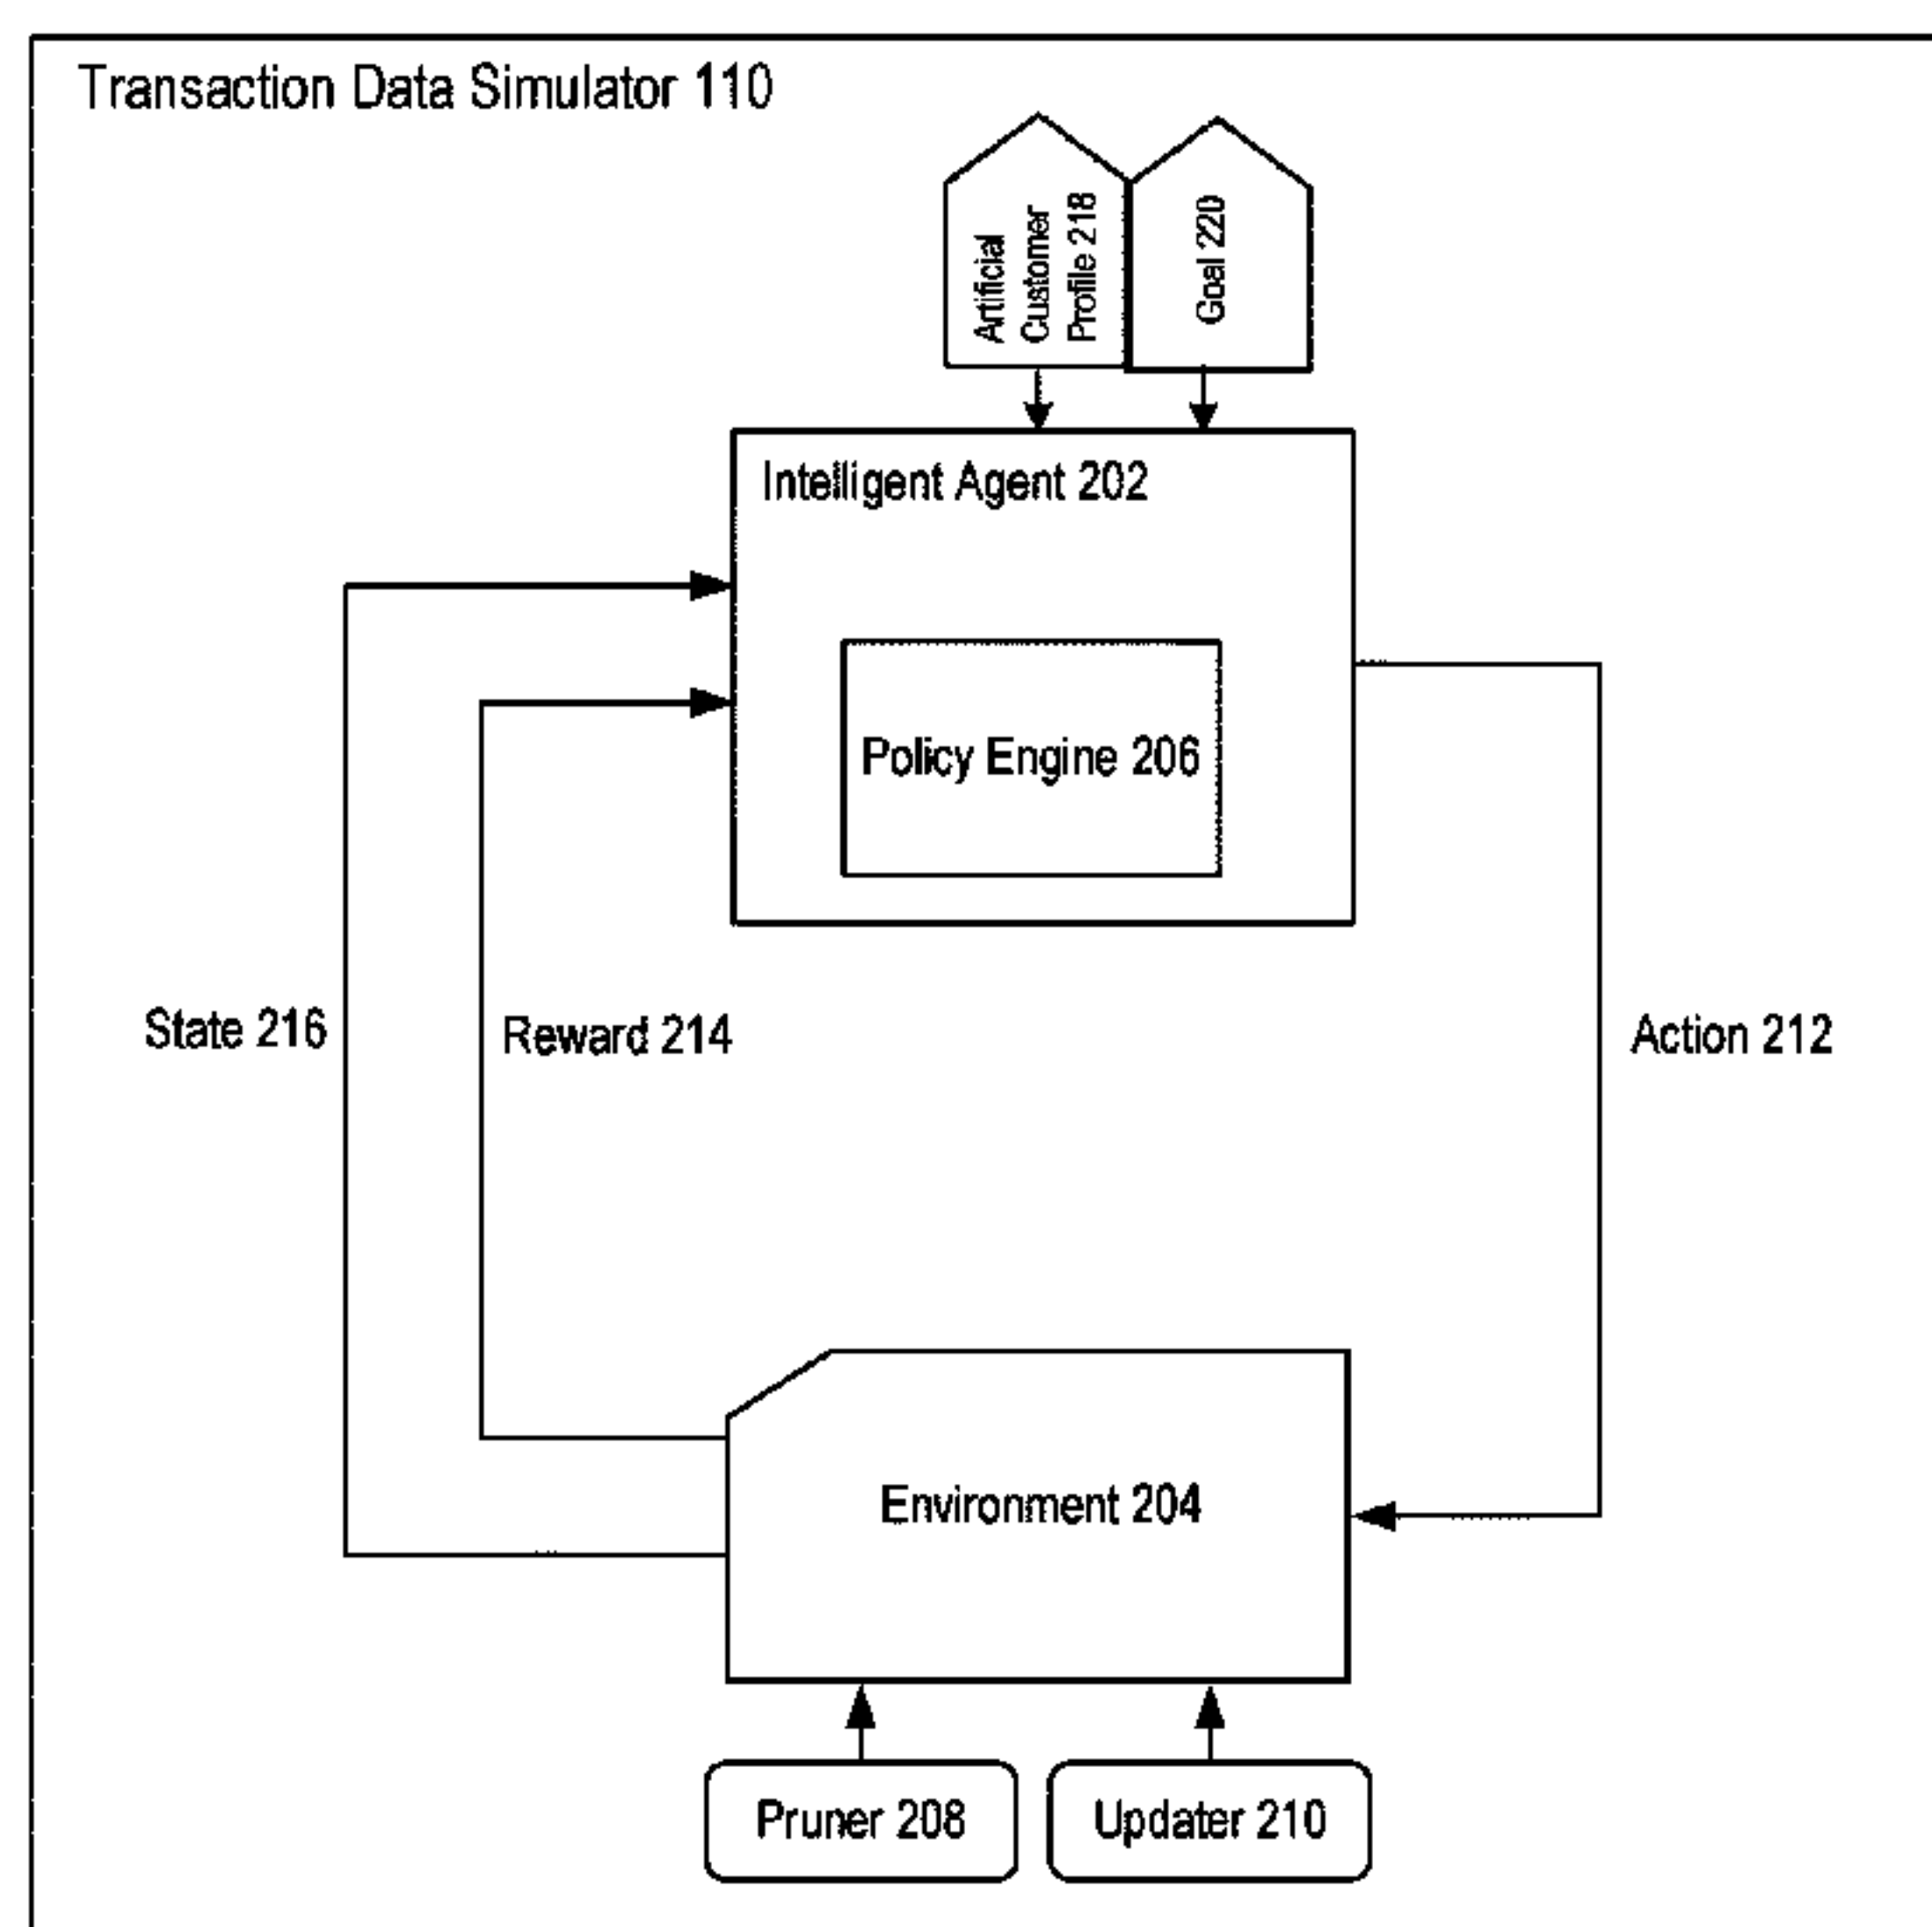 Transaction Data Simulator 110
Artificial
Customer
Profile 218
Goal 220
Intelligent Agent 202
Policy Engine 206
State 216
Reward 214
Action 212
Environment 204
Pruner 208
Updater 210